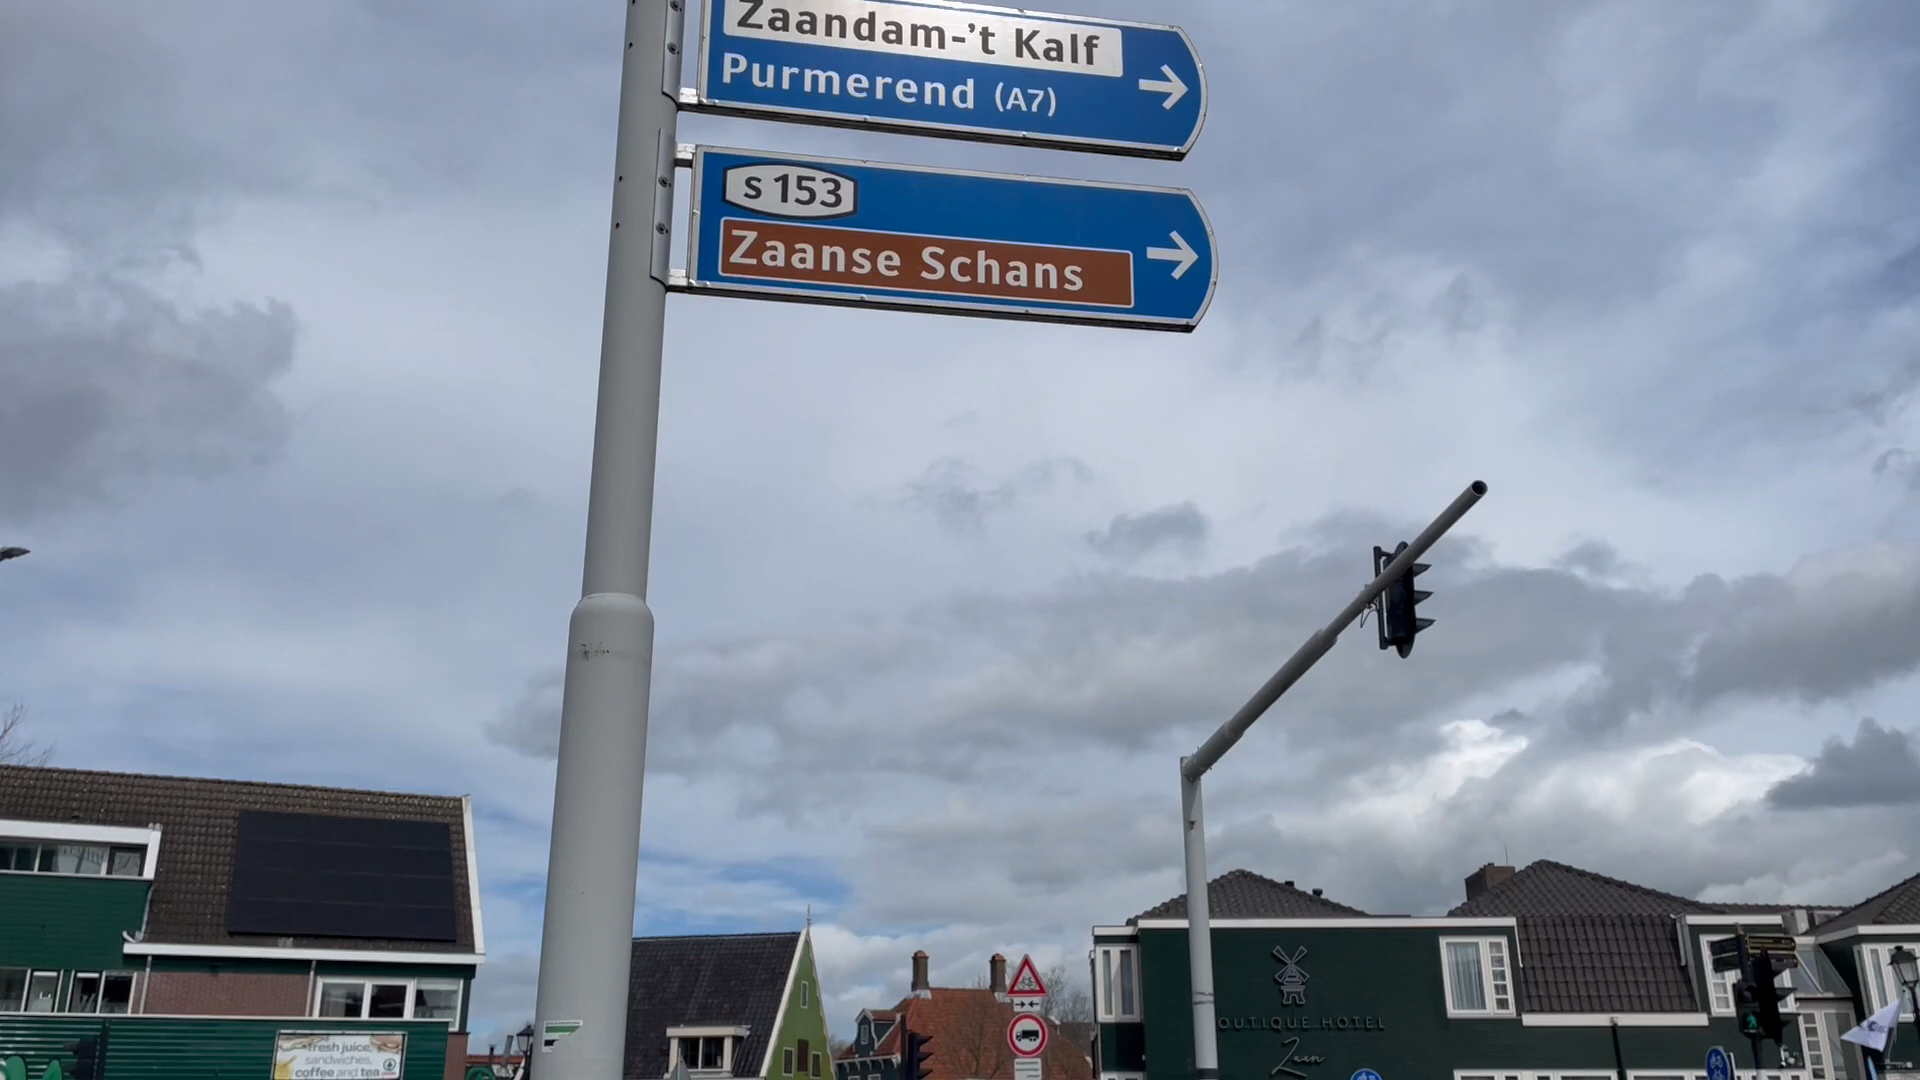 Zaandam-'t Kalf
Purmerend (A7)
s 153
Zaanse Schans
fresh juice,
sandwiches,
coffee and tea
OUTIQUE HOTEL
Zaan